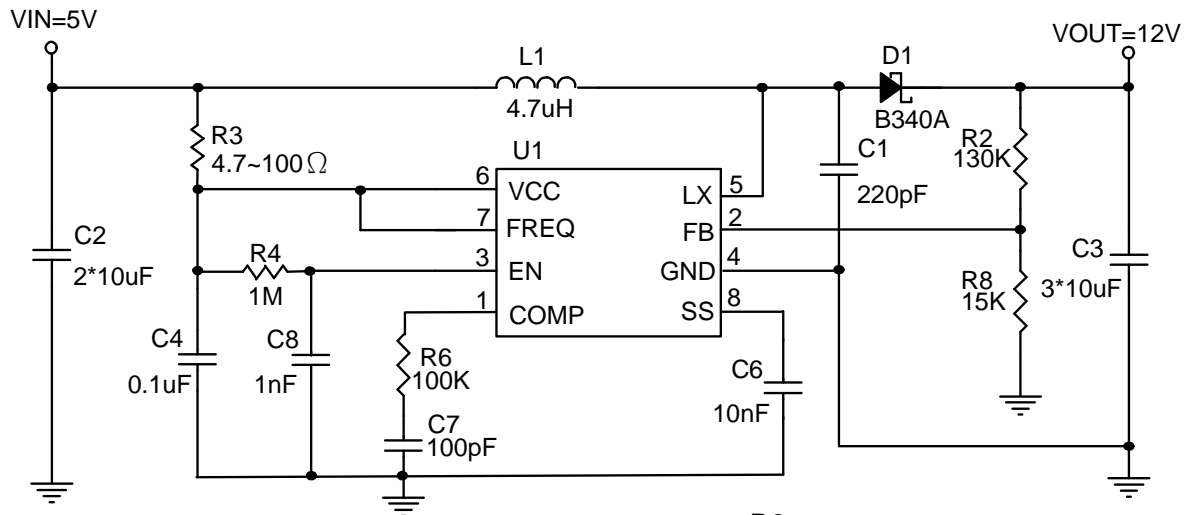 VIN=5V
VOUT=12V
L1
4.7uH
D1
B340A
R3
4.7~100Ω
U1
C1
220pF
R2
130K
6
VCC
LX
5
7
FREQ
FB
2
C2
2*10uF
R4
1M
3
EN
GND
4
C3
3*10uF
R8
15K
1
COMP
SS
8
C4
0.1uF
C8
1nF
R6
100K
C6
10nF
C7
100pF